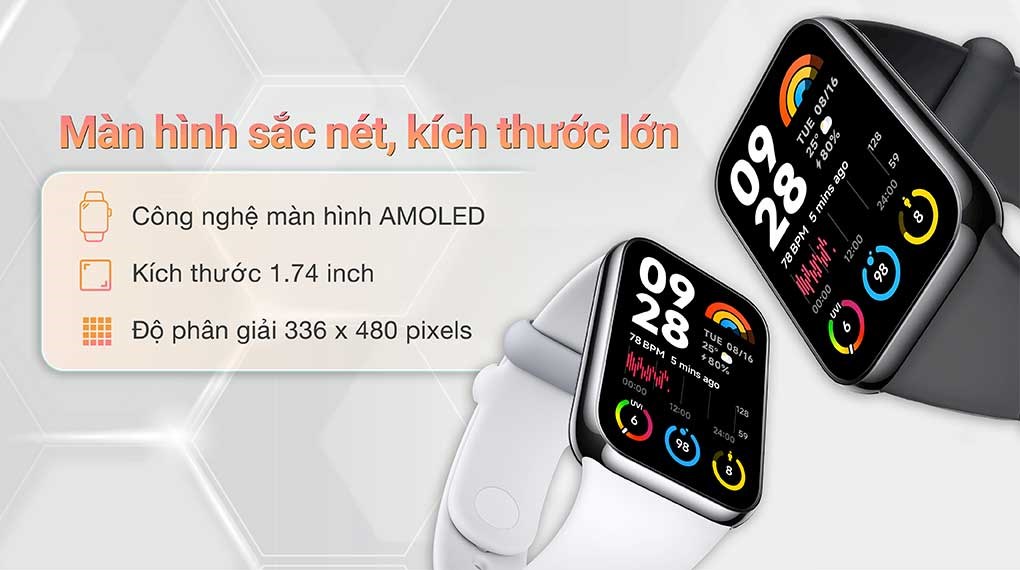 Màn hình sắc nét, kích thước lớn
Công nghệ màn hình AMOLED
Kích thước 1.74 inch
Độ phân giải 336 x 480 pixels
09
28
TUE 08/16
25°
80%
78 BPM 5 mins ago
128
59
00:00
12:00
24:00
UVI
6
98
8
09
28
TUE 08/16
25°
80%
78 BPM 5 mins ago
128
59
00:00
12:00
24:00
UVI
6
98
8